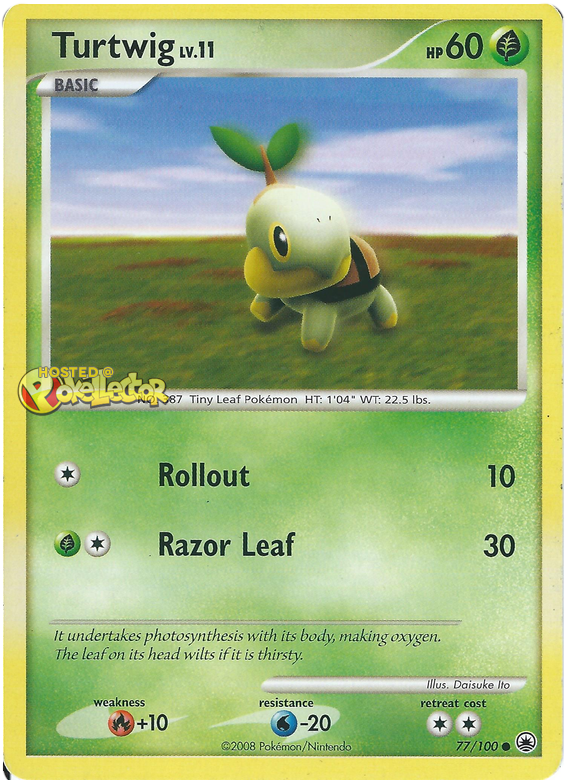 Turtwig LV.11
HP 60
BASIC
HOSTED @
Pokellector
87 Tiny Leaf Pokémon HT: 1'04" WT: 22.5 lbs.
Rollout 10
Razor Leaf 30
It undertakes photosynthesis with its body, making oxygen.
The leaf on its head wilts if it is thirsty.
Illus. Daisuke Ito
weakness resistance retreat cost
+10 -20
©2008 Pokémon/Nintendo 77/100